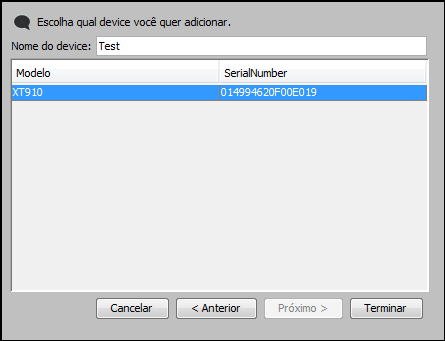 Escolha qual device você quer adicionar.
Nome do device: Test
Modelo SerialNumber
XT910 014994620F00E019
Cancelar < Anterior Próximo > Terminar